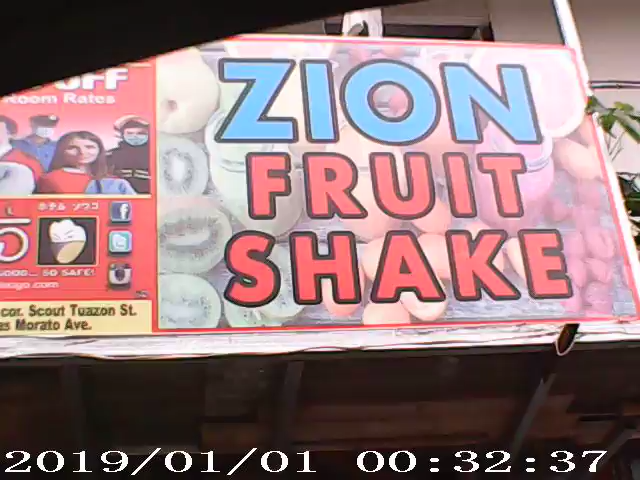 OFF
Room Rates
ホテル ソウゴ
SO SAFE!
cor. Scout Tuazon St.
Morato Ave.
ZION
FRUIT
SHAKE
2019/01/01 00:32:37